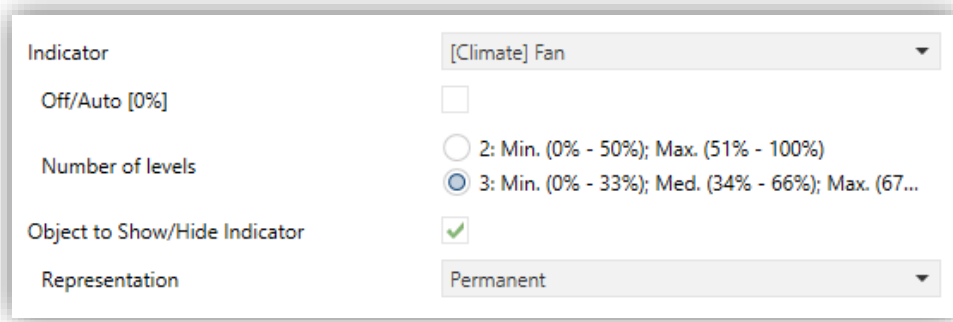 Indicator
[Climate] Fan
Off/Auto [0%]
Number of levels
2: Min. (0% - 50%); Max. (51% - 100%)
3: Min. (0% - 33%); Med. (34% - 66%); Max. (67...
Object to Show/Hide Indicator
Representation
Permanent